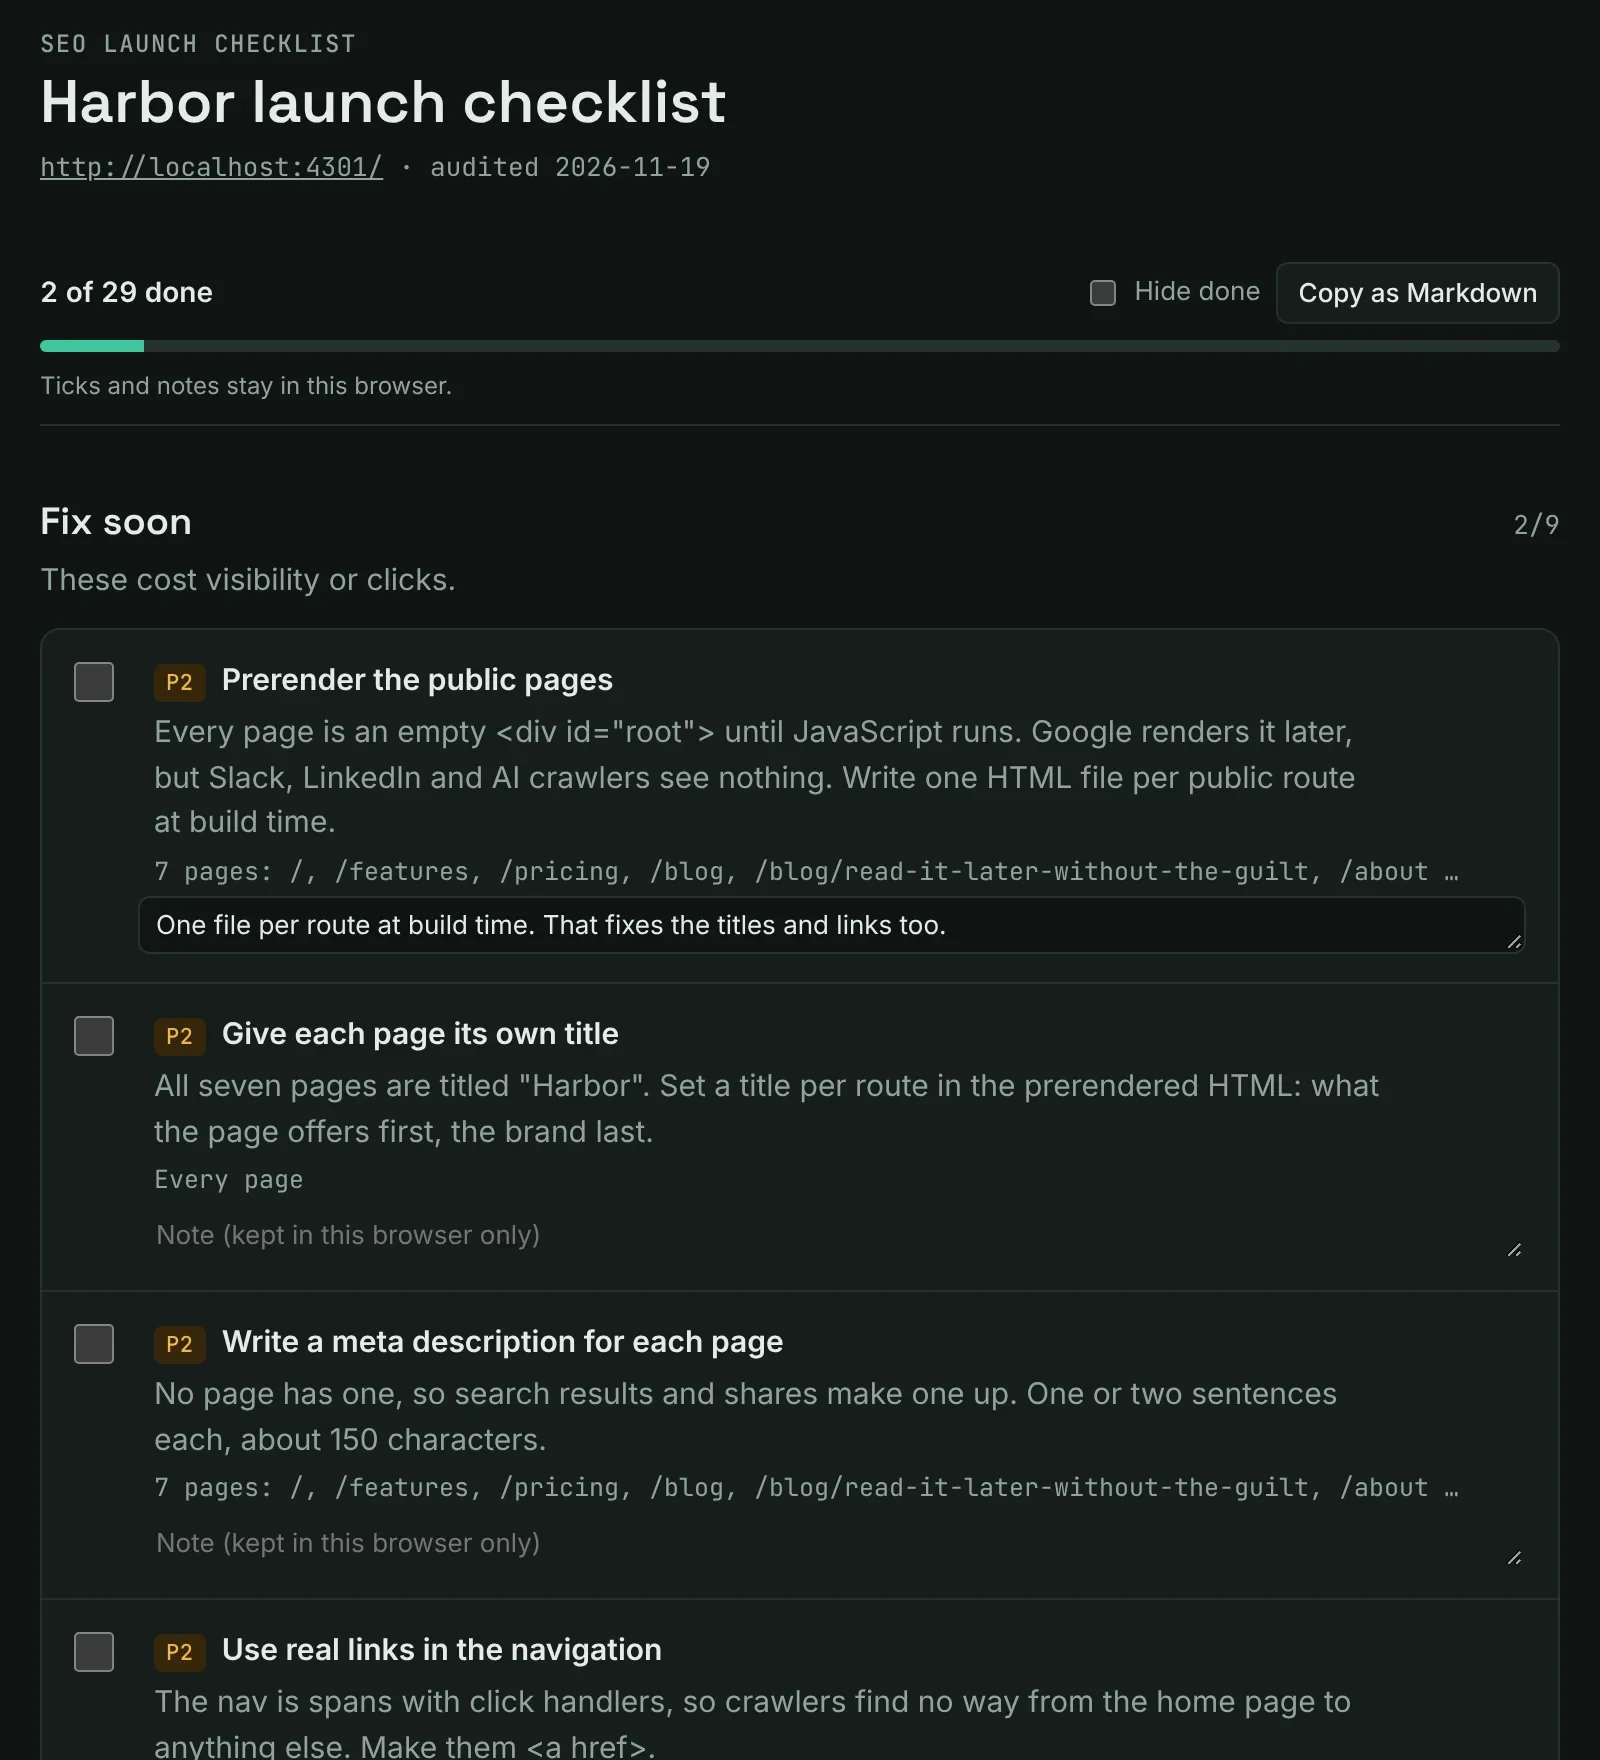 SEO LAUNCH CHECKLIST
Harbor launch checklist
http://localhost:4301/ · audited 2026-11-19
2 of 29 done
Hide done
Copy as Markdown
Ticks and notes stay in this browser.
Fix soon
2/9
These cost visibility or clicks.
P2 Prerender the public pages
Every page is an empty <div id="root"> until JavaScript runs. Google renders it later,
but Slack, LinkedIn and AI crawlers see nothing. Write one HTML file per public route
at build time.
7 pages: /, /features, /pricing, /blog, /blog/read-it-later-without-the-guilt, /about …
One file per route at build time. That fixes the titles and links too.
P2 Give each page its own title
All seven pages are titled "Harbor". Set a title per route in the prerendered HTML: what
the page offers first, the brand last.
Every page
Note (kept in this browser only)
P2 Write a meta description for each page
No page has one, so search results and shares make one up. One or two sentences
each, about 150 characters.
7 pages: /, /features, /pricing, /blog, /blog/read-it-later-without-the-guilt, /about …
Note (kept in this browser only)
P2 Use real links in the navigation
The nav is spans with click handlers, so crawlers find no way from the home page to
anything else. Make them <a href>.